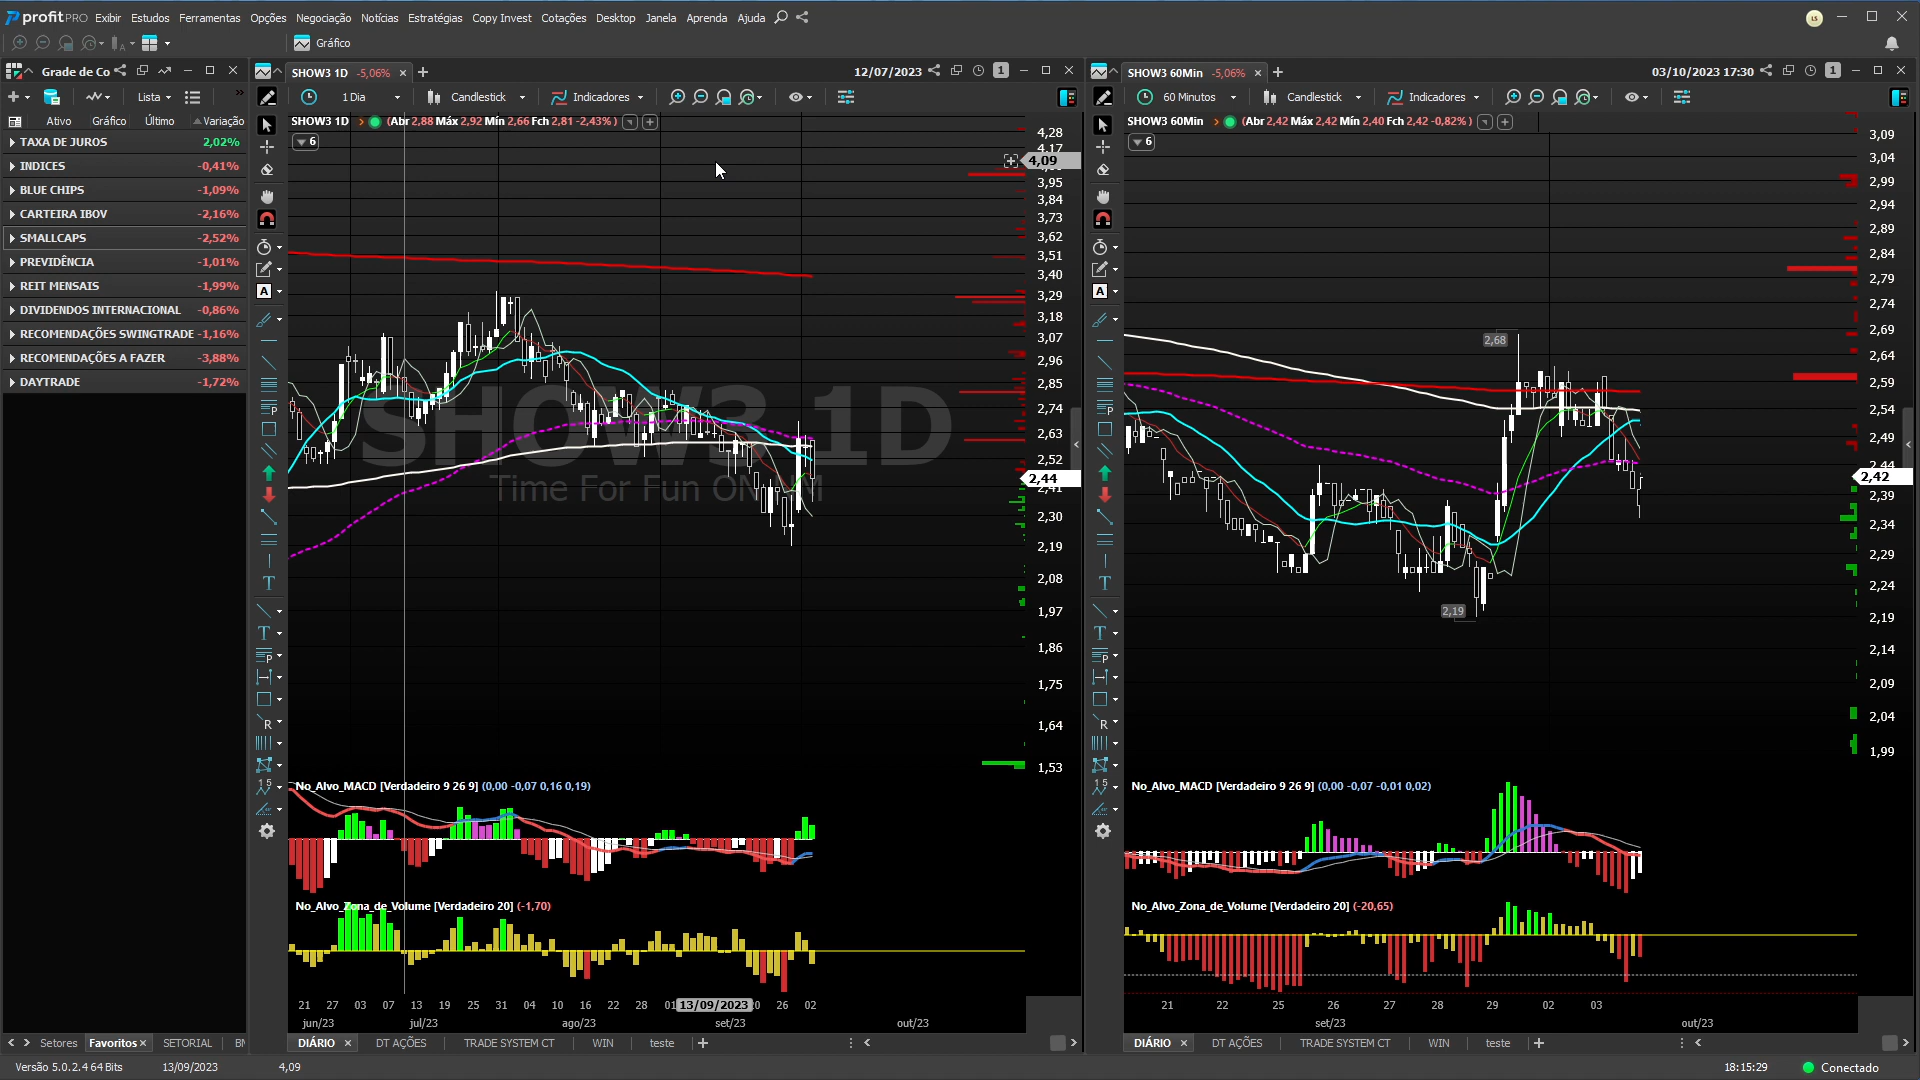 profitPRO Exibir Estudos Ferramentas Opções Negociação Notícias Estratégias Copy Invest Cotações Desktop Janela Aprenda Ajuda LS
Gráfico
Grade de Co
Lista
Ativo Gráfico Último Variação
TAXA DE JUROS 2,02%
INDICES -0,41%
BLUE CHIPS -1,09%
CARTEIRA IBOV -2,16%
SMALLCAPS -2,52%
PREVIDÊNCIA -1,01%
REIT MENSAIS -1,99%
DIVIDENDOS INTERNACIONAL -0,86%
RECOMENDAÇÕES SWINGTRADE -1,16%
RECOMENDAÇÕES A FAZER -3,88%
DAYTRADE -1,72%
Setores Favoritos SETORIAL
SHOW3 1D -5,06% 12/07/2023 1
1 Dia Candlestick Indicadores
SHOW3 1D (Abr 2,88 Máx 2,92 Mín 2,66 Fch 2,81 -2,43% )
6
4,28
4,17
4,09
3,95
3,84
3,73
3,62
3,51
3,40
3,29
3,18
3,07
2,96
2,85
2,74
2,63
2,52
2,44
2,41
2,30
2,19
2,08
1,97
1,86
1,75
1,64
1,53
SHOW3 1D
Time For Fun ON NM
No_Alvo_MACD [Verdadeiro 9 26 9] (0,00 -0,07 0,16 0,19)
No_Alvo_Zona_de_Volume [Verdadeiro 20] (-1,70)
21 27 03 07 13 19 25 31 04 10 16 22 28 01 13/09/2023 20 26 02
jun/23 jul/23 ago/23 set/23 out/23
DIÁRIO DT AÇÕES TRADE SYSTEM CT WIN teste
SHOW3 60Min -5,06% 03/10/2023 17:30 1
60 Minutos Candlestick Indicadores
SHOW3 60Min (Abr 2,42 Máx 2,42 Mín 2,40 Fch 2,42 -0,82% )
6
3,09
3,04
2,99
2,94
2,89
2,84
2,79
2,74
2,69
2,64
2,59
2,54
2,49
2,44
2,42
2,39
2,34
2,29
2,24
2,19
2,14
2,09
2,04
1,99
2,68
2,19
No_Alvo_MACD [Verdadeiro 9 26 9] (0,00 -0,07 -0,01 0,02)
No_Alvo_Zona_de_Volume [Verdadeiro 20] (-20,65)
21 22 25 26 27 28 29 02 03
set/23 out/23
DIÁRIO DT AÇÕES TRADE SYSTEM CT WIN teste
Versão 5.0.2.4 64 Bits 13/09/2023 4,09 18:15:29 Conectado